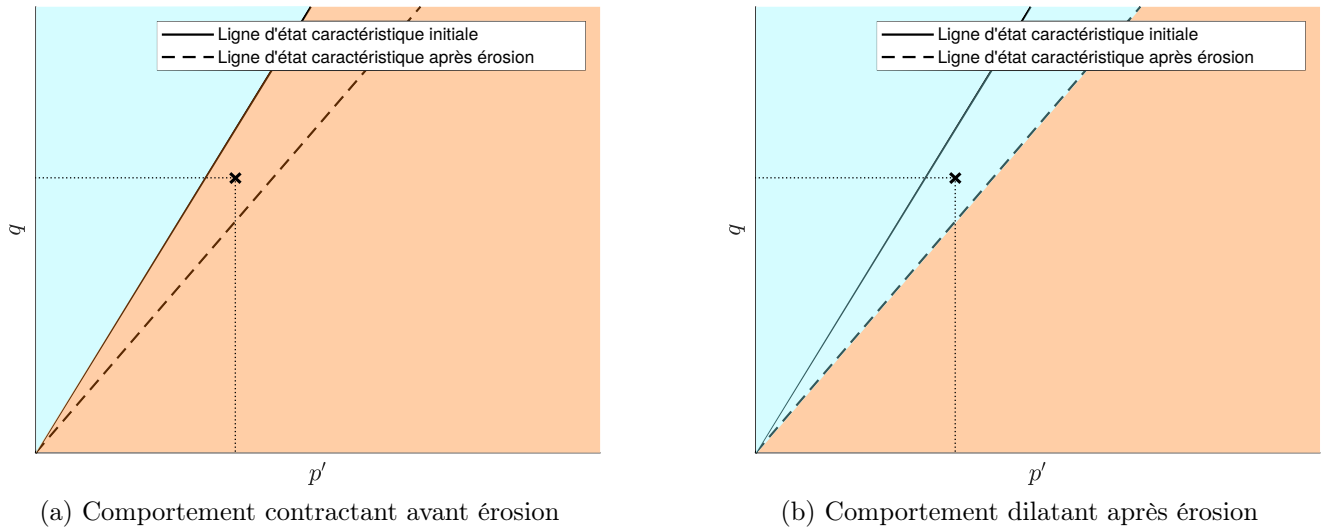 Ligne d'état caractéristique initiale
Ligne d'état caractéristique après érosion
q
p′
(a) Comportement contractant avant érosion
Ligne d'état caractéristique initiale
Ligne d'état caractéristique après érosion
q
p′
(b) Comportement dilatant après érosion